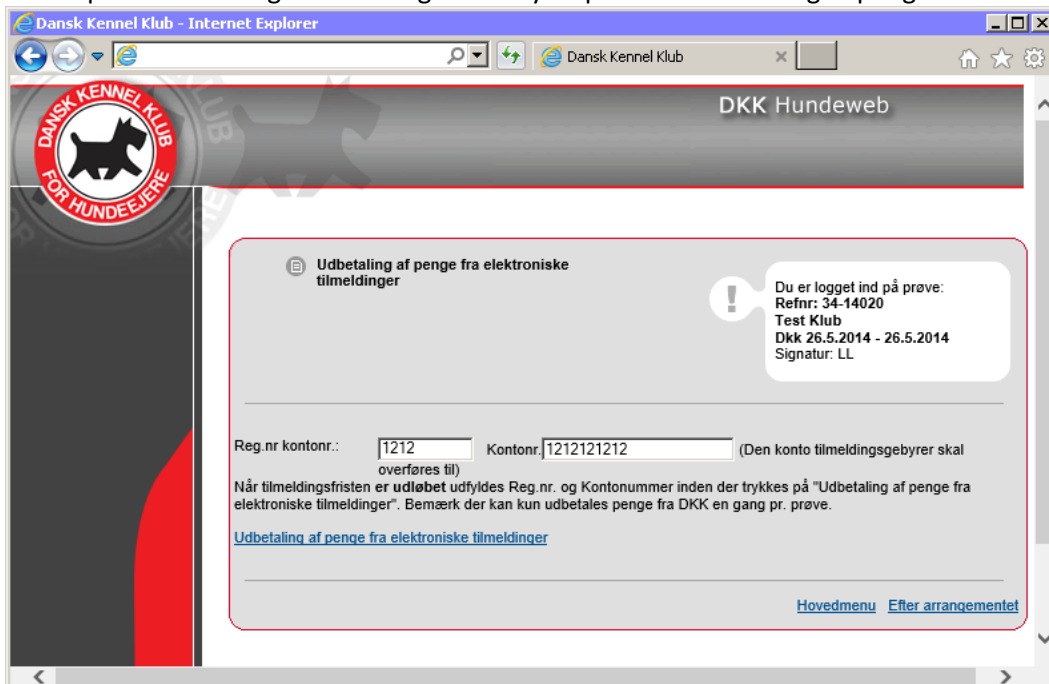 Dansk Kennel Klub - Internet Explorer
Dansk Kennel Klub
DKK Hundeweb
DANSK KENNEL KLUB
FOR HUNDEEJERE
Udbetaling af penge fra elektroniske
tilmeldinger
Du er logget ind på prøve:
Refnr: 34-14020
Test Klub
Dkk 26.5.2014 - 26.5.2014
Signatur: LL
Reg.nr kontonr.: 1212 Kontonr. 1212121212 (Den konto tilmeldingsgebyrer skal
overføres til)
Når tilmeldingsfristen er udløbet udfyldes Reg.nr. og Kontonummer inden der trykkes på "Udbetaling af penge fra
elektroniske tilmeldinger". Bemærk der kan kun udbetales penge fra DKK en gang pr. prøve.
Udbetaling af penge fra elektroniske tilmeldinger
Hovedmenu Efter arrangementet